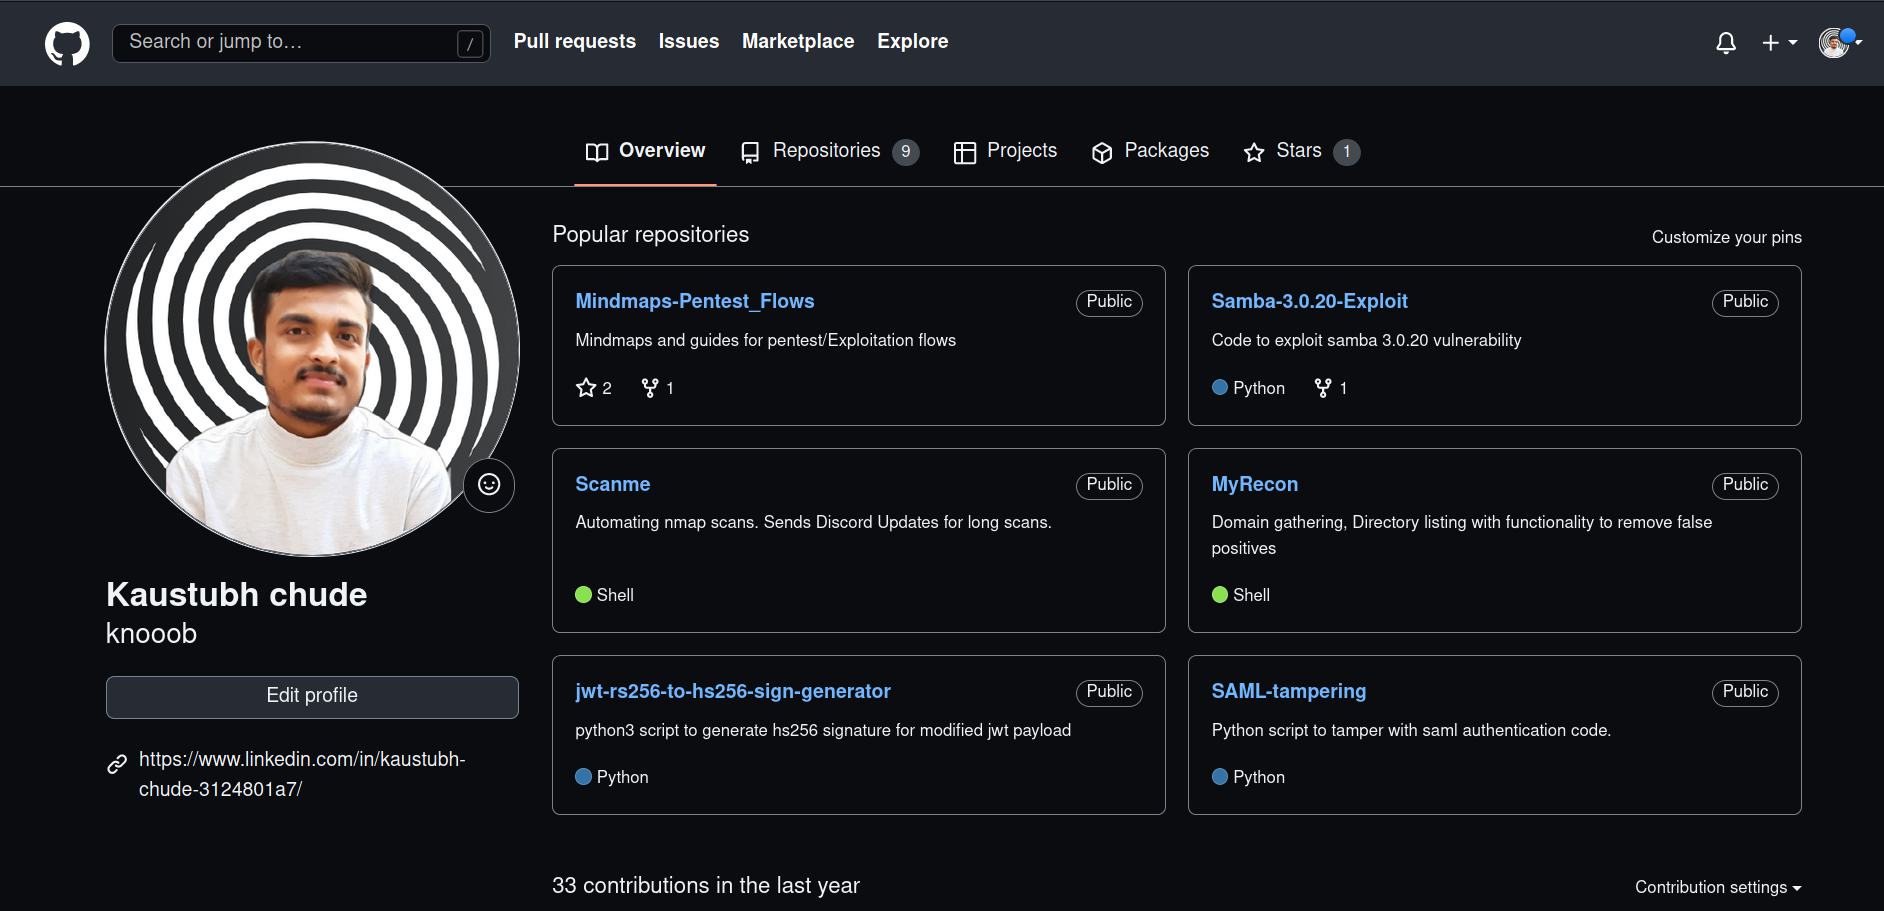 Search or jump to... /
Pull requests Issues Marketplace Explore
Overview Repositories 9 Projects Packages Stars 1
Kaustubh chude
knooob
Edit profile
https://www.linkedin.com/in/kaustubh-
chude-3124801a7/
Popular repositories Customize your pins
Mindmaps-Pentest_Flows Public
Mindmaps and guides for pentest/Exploitation flows
2 1
Samba-3.0.20-Exploit Public
Code to exploit samba 3.0.20 vulnerability
Python 1
Scanme Public
Automating nmap scans. Sends Discord Updates for long scans.
Shell
MyRecon Public
Domain gathering, Directory listing with functionality to remove false
positives
Shell
jwt-rs256-to-hs256-sign-generator Public
python3 script to generate hs256 signature for modified jwt payload
Python
SAML-tampering Public
Python script to tamper with saml authentication code.
Python
33 contributions in the last year Contribution settings